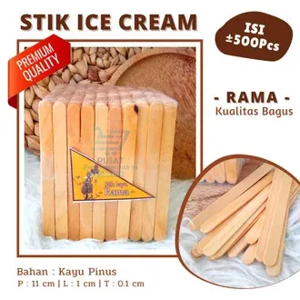 STIK ICE CREAM
ISI
±500Pcs
PREMIUM
QUALITY
- RAMA -
Kualitas Bagus
Bahan : Kayu Pinus
P : 11 cm | L : 1 cm | T : 0.1 cm